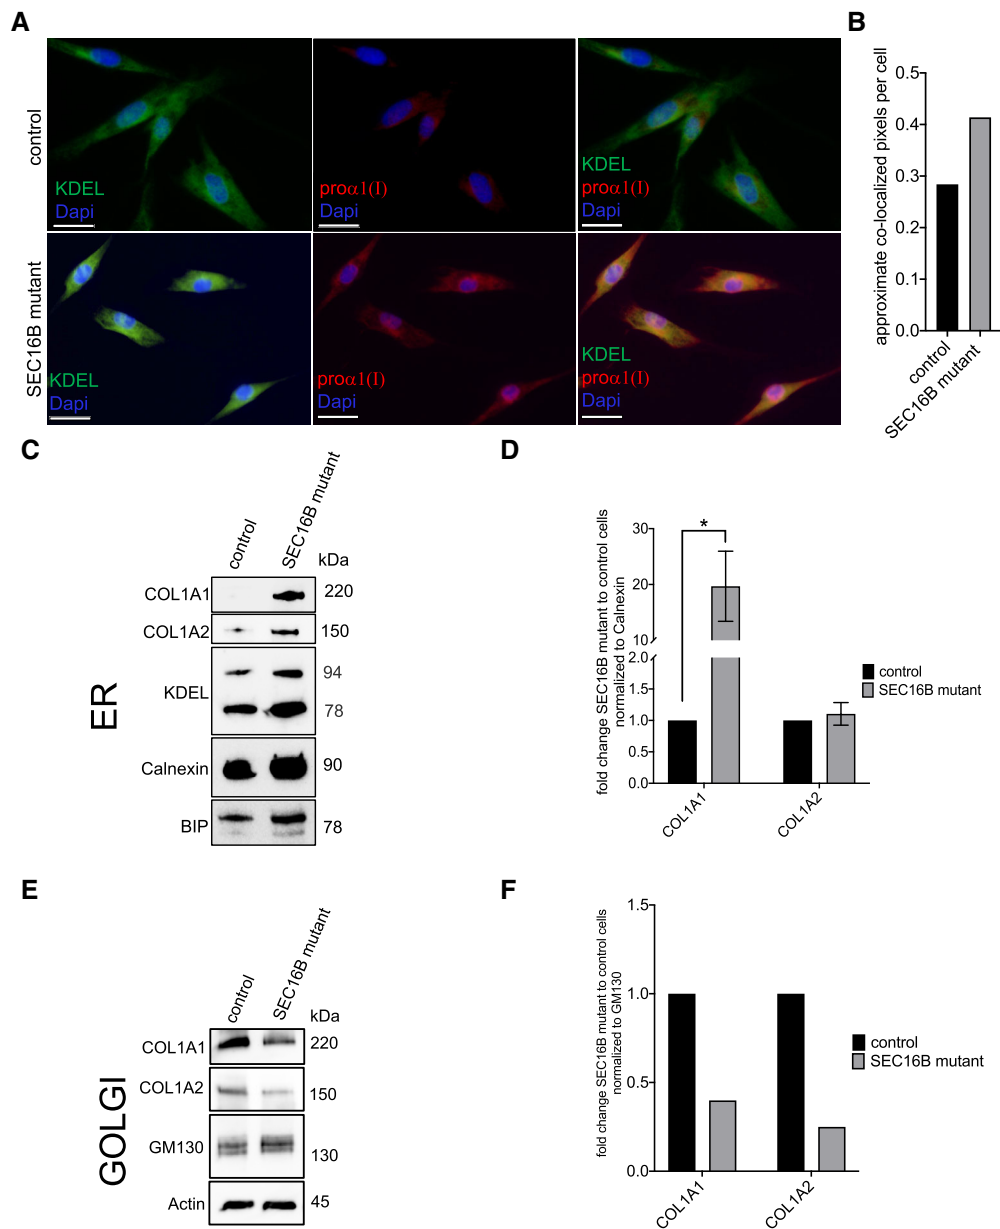 A
B
control
KDEL
Dapi
proα1(I)
Dapi
KDEL
proα1(I)
Dapi
SEC16B mutant
KDEL
Dapi
proα1(I)
Dapi
KDEL
proα1(I)
Dapi
approximate co-localized pixels per cell
0.5
0.4
0.3
0.2
0.1
0.0
control
SEC16B mutant
C
control
SEC16B mutant
kDa
COL1A1
220
COL1A2
150
KDEL
94
78
Calnexin
90
BIP
78
ER
D
fold change SEC16B mutant to control cells
normalized to Calnexin
30
20
10
2.0
1.5
1.0
0.5
0.0
*
COL1A1
COL1A2
control
SEC16B mutant
E
control
SEC16B mutant
kDa
COL1A1
220
COL1A2
150
GM130
130
Actin
45
GOLGI
F
fold change SEC16B mutant to control cells
normalized to GM130
1.5
1.0
0.5
0.0
COL1A1
COL1A2
control
SEC16B mutant